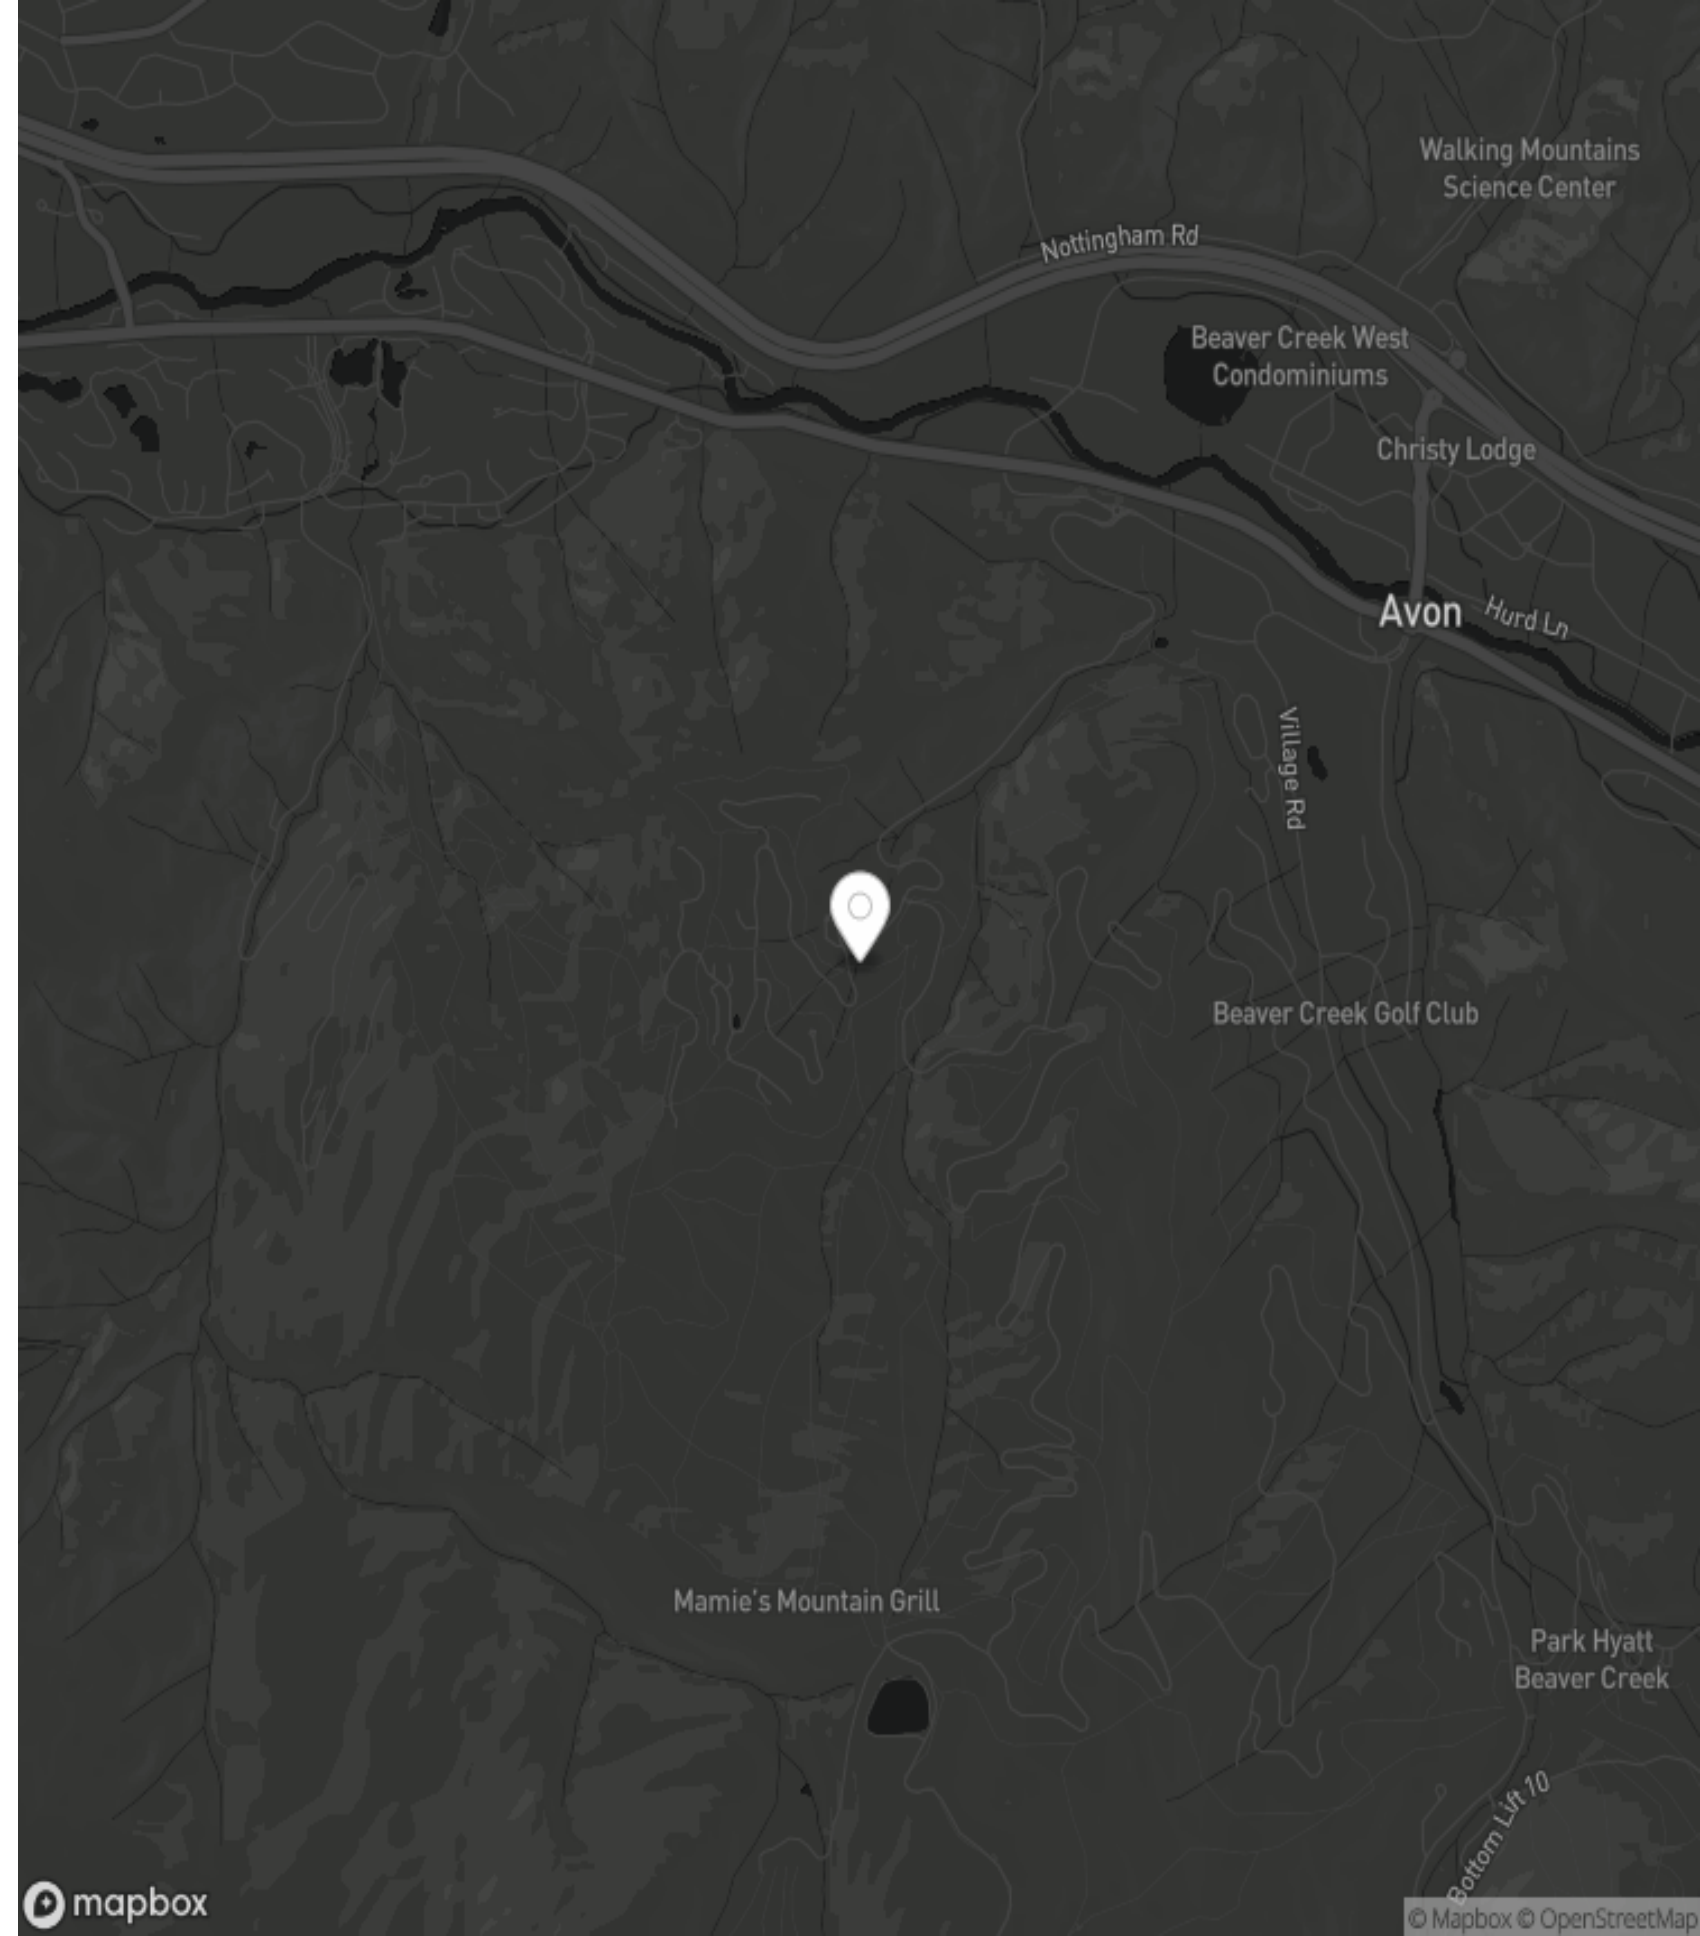 Walking Mountains
Science Center
Nottingham Rd
Beaver Creek West
Condominiums
Christy Lodge
Avon
Hurd Ln
Village Rd
Beaver Creek Golf Club
Mamie's Mountain Grill
Park Hyatt
Beaver Creek
Bottom Lift 10
mapbox
© Mapbox © OpenStreetMap